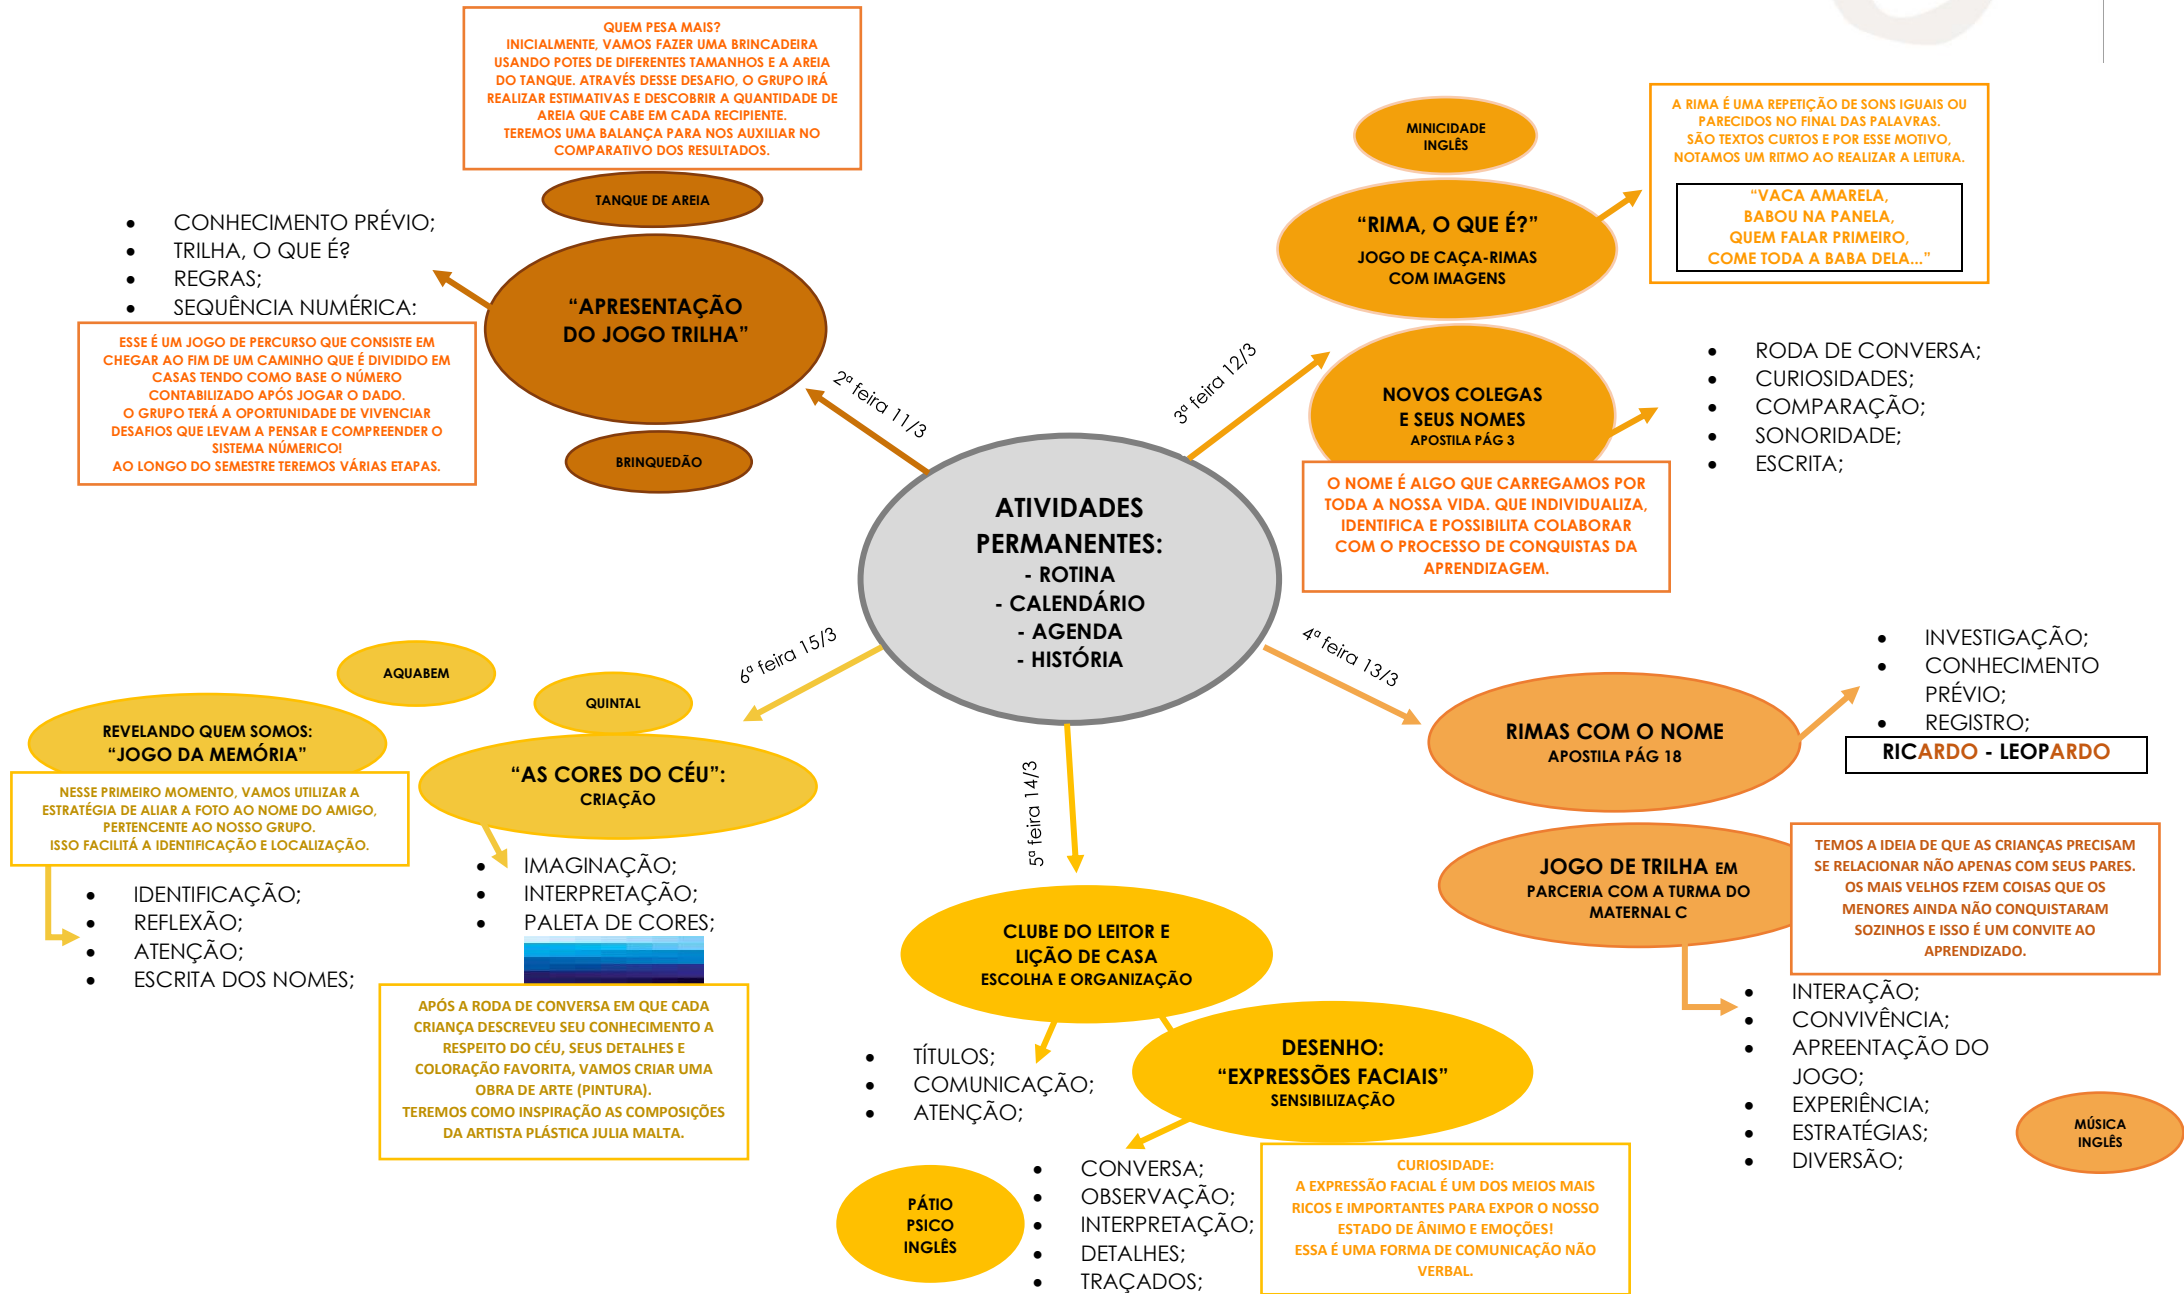 QUEM PESA MAIS?
INICIALMENTE, VAMOS FAZER UMA BRINCADEIRA
USANDO POTES DE DIFERENTES TAMANHOS E A AREIA
DO TANQUE. ATRAVÉS DESSE DESAFIO, O GRUPO IRÁ
REALIZAR ESTIMATIVAS E DESCOBRIR A QUANTIDADE DE
AREIA QUE CABE EM CADA RECIPIENTE.
TEREMOS UMA BALANÇA PARA NOS AUXILIAR NO
COMPARATIVO DOS RESULTADOS.
TANQUE DE AREIA
• CONHECIMENTO PRÉVIO;
• TRILHA, O QUE É?
• REGRAS;
• SEQUÊNCIA NUMÉRICA;
"APRESENTAÇÃO
DO JOGO TRILHA"
ESSE É UM JOGO DE PERCURSO QUE CONSISTE EM
CHEGAR AO FIM DE UM CAMINHO QUE É DIVIDIDO EM
CASAS TENDO COMO BASE O NÚMERO
CONTABILIZADO APÓS JOGAR O DADO.
O GRUPO TERÁ A OPORTUNIDADE DE VIVENCIAR
DESAFIOS QUE LEVAM A PENSAR E COMPREENDER O
SISTEMA NÚMERICO!
AO LONGO DO SEMESTRE TEREMOS VÁRIAS ETAPAS.
BRINQUEDÃO
2ª feira 11/3
MINICIDADE
INGLÊS
"RIMA, O QUE É?"
JOGO DE CAÇA-RIMAS
COM IMAGENS
A RIMA É UMA REPETIÇÃO DE SONS IGUAIS OU
PARECIDOS NO FINAL DAS PALAVRAS.
SÃO TEXTOS CURTOS E POR ESSE MOTIVO,
NOTAMOS UM RITMO AO REALIZAR A LEITURA.
"VACA AMARELA,
BABOU NA PANELA,
QUEM FALAR PRIMEIRO,
COME TODA A BABA DELA..."
3ª feira 12/3
NOVOS COLEGAS
E SEUS NOMES
APOSTILA PÁG 3
• RODA DE CONVERSA;
• CURIOSIDADES;
• COMPARAÇÃO;
• SONORIDADE;
• ESCRITA;
O NOME É ALGO QUE CARREGAMOS POR
TODA A NOSSA VIDA. QUE INDIVIDUALIZA,
IDENTIFICA E POSSIBILITA COLABORAR
COM O PROCESSO DE CONQUISTAS DA
APRENDIZAGEM.
ATIVIDADES
PERMANENTES:
- ROTINA
- CALENDÁRIO
- AGENDA
- HISTÓRIA
4ª feira 13/3
RIMAS COM O NOME
APOSTILA PÁG 18
• INVESTIGAÇÃO;
• CONHECIMENTO
PRÉVIO;
• REGISTRO;
RICARDO - LEOPARDO
JOGO DE TRILHA EM
PARCERIA COM A TURMA DO
MATERNAL C
TEMOS A IDEIA DE QUE AS CRIANÇAS PRECISAM
SE RELACIONAR NÃO APENAS COM SEUS PARES.
OS MAIS VELHOS FZEM COISAS QUE OS
MENORES AINDA NÃO CONQUISTARAM
SOZINHOS E ISSO É UM CONVITE AO
APRENDIZADO.
• INTERAÇÃO;
• CONVIVÊNCIA;
• APREENTAÇÃO DO
JOGO;
• EXPERIÊNCIA;
• ESTRATÉGIAS;
• DIVERSÃO;
MÚSICA
INGLÊS
5ª feira 14/3
CLUBE DO LEITOR E
LIÇÃO DE CASA
ESCOLHA E ORGANIZAÇÃO
• TÍTULOS;
• COMUNICAÇÃO;
• ATENÇÃO;
DESENHO:
"EXPRESSÕES FACIAIS"
SENSIBILIZAÇÃO
PÁTIO
PSICO
INGLÊS
• CONVERSA;
• OBSERVAÇÃO;
• INTERPRETAÇÃO;
• DETALHES;
• TRAÇADOS;
CURIOSIDADE:
A EXPRESSÃO FACIAL É UM DOS MEIOS MAIS
RICOS E IMPORTANTES PARA EXPOR O NOSSO
ESTADO DE ÂNIMO E EMOÇÕES!
ESSA É UMA FORMA DE COMUNICAÇÃO NÃO
VERBAL.
6ª feira 15/3
AQUABEM
QUINTAL
REVELANDO QUEM SOMOS:
"JOGO DA MEMÓRIA"
NESSE PRIMEIRO MOMENTO, VAMOS UTILIZAR A
ESTRATÉGIA DE ALIAR A FOTO AO NOME DO AMIGO,
PERTENCENTE AO NOSSO GRUPO.
ISSO FACILITÁ A IDENTIFICAÇÃO E LOCALIZAÇÃO.
• IDENTIFICAÇÃO;
• REFLEXÃO;
• ATENÇÃO;
• ESCRITA DOS NOMES;
"AS CORES DO CÉU":
CRIAÇÃO
• IMAGINAÇÃO;
• INTERPRETAÇÃO;
• PALETA DE CORES;
APÓS A RODA DE CONVERSA EM QUE CADA
CRIANÇA DESCREVEU SEU CONHECIMENTO A
RESPEITO DO CÉU, SEUS DETALHES E
COLORAÇÃO FAVORITA, VAMOS CRIAR UMA
OBRA DE ARTE (PINTURA).
TEREMOS COMO INSPIRAÇÃO AS COMPOSIÇÕES
DA ARTISTA PLÁSTICA JULIA MALTA.